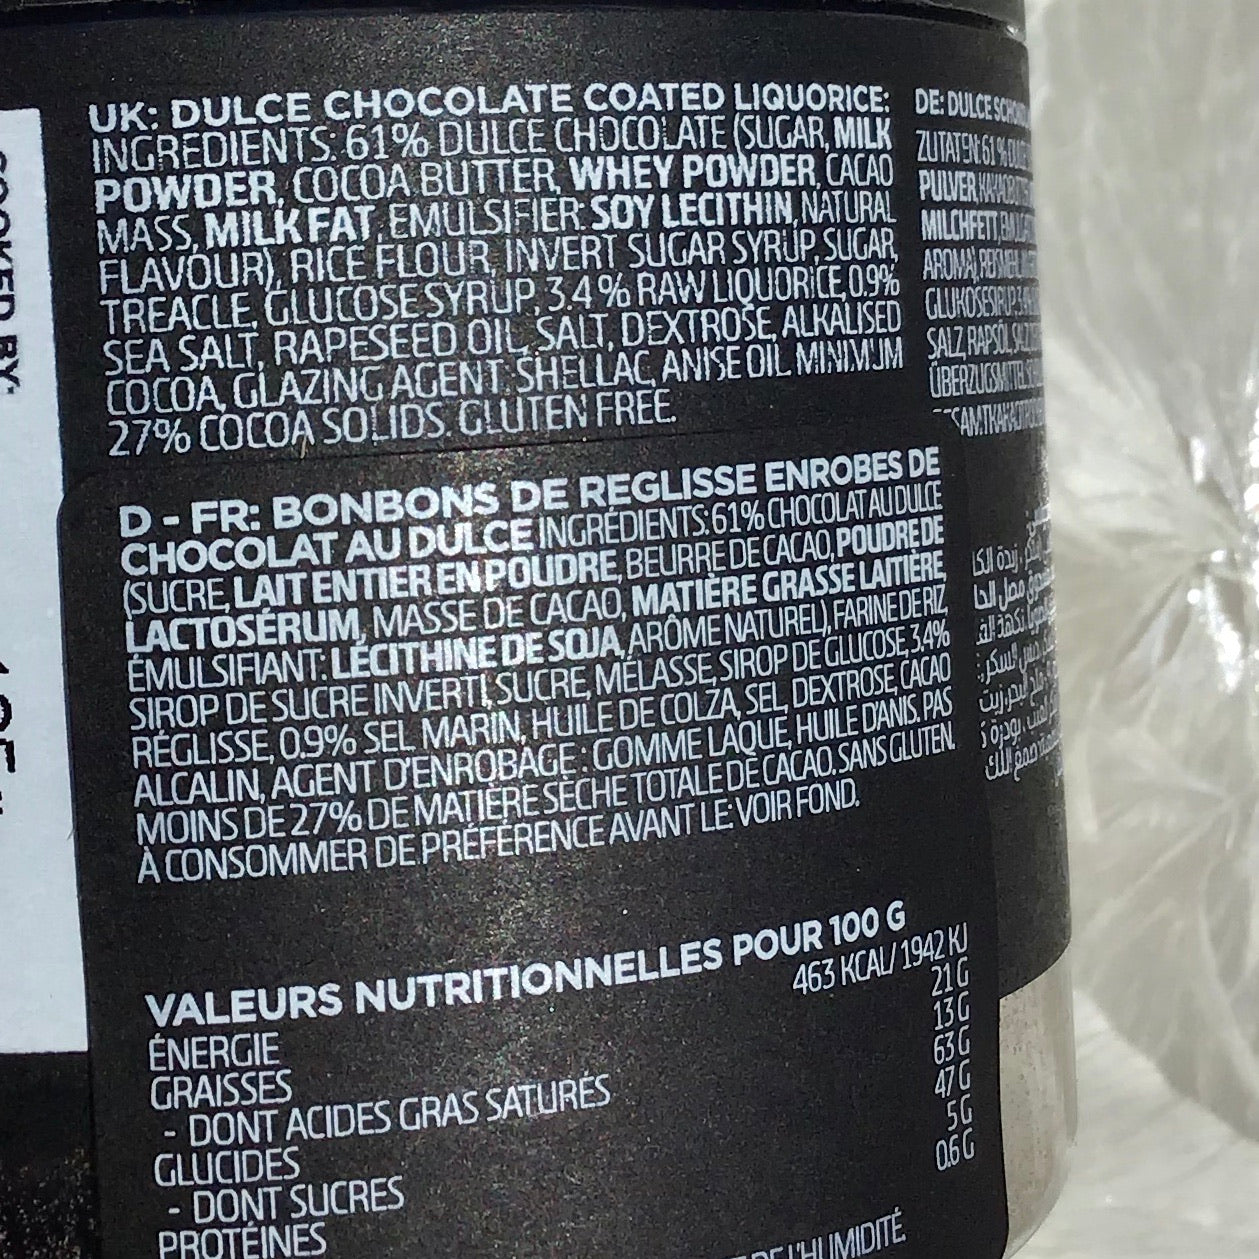 UK: DULCE CHOCOLATE COATED LIQUORICE:
INGREDIENTS: 61% DULCE CHOCOLATE (SUGAR, MILK
POWDER, COCOA BUTTER, WHEY POWDER, CACAO
MASS, MILK FAT, EMULSIFIER: SOY LECITHIN, NATURAL
FLAVOUR), RICE FLOUR, INVERT SUGAR SYRUP, SUGAR,
TREACLE, GLUCOSE SYRUP, 3.4% RAW LIQUORICE, 0.9%
SEA SALT, RAPESEED OIL, SALT, DEXTROSE, ALKALISED
COCOA, GLAZING AGENT: SHELLAC, ANISE OIL. MINIMUM
27% COCOA SOLIDS. GLUTEN FREE.
DE: DULCE
ZUTATEN: 61%
PULVER,
MILCHFETT,
AROMA),
GLUKOSESIRUP,
SALZ, RAPSÖL,
D - FR: BONBONS DE REGLISSE ENROBES DE
CHOCOLAT AU DULCE INGRÉDIENTS: 61% CHOCOLAT AU DULCE
(SUCRE, LAIT ENTIER EN POUDRE, BEURRE DE CACAO, POUDRE DE
LACTOSÉRUM, MASSE DE CACAO, MATIÈRE GRASSE LAITIÈRE,
ÉMULSIFIANT: LÉCITHINE DE SOJA, ARÔME NATUREL), FARINE DE RIZ,
SIROP DE SUCRE INVERTI, SUCRE, MÉLASSE, SIROP DE GLUCOSE, 3,4%
RÉGLISSE, 0,9% SEL MARIN, HUILE DE COLZA, SEL, DEXTROSE, CACAO
ALCALIN, AGENT D'ENROBAGE : GOMME LAQUE, HUILE D'ANIS. PAS
MOINS DE 27% DE MATIÈRE SECHE TOTALE DE CACAO. SANS GLUTEN.
À CONSOMMER DE PRÉFÉRENCE AVANT LE: VOIR FOND.
VALEURS NUTRITIONNELLES POUR 100 G
ÉNERGIE 463 KCAL/ 1942 KJ
GRAISSES 21 G
- DONT ACIDES GRAS SATURÉS 13 G
GLUCIDES 63 G
- DONT SUCRES 47 G
PROTÉINES 5 G
0.6 G
DE L'HUMIDITÉ
COOKED BY: